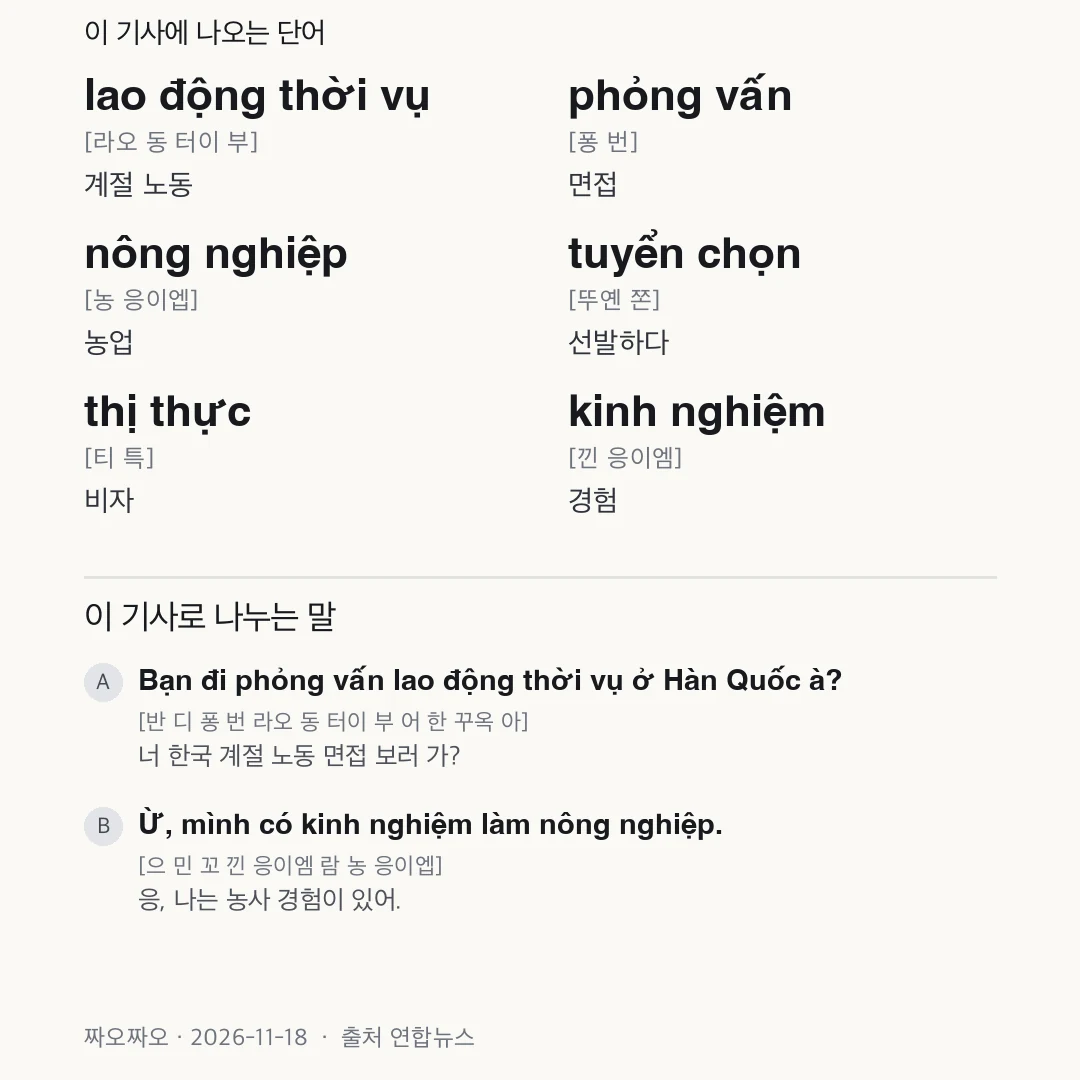 이 기사에 나오는 단어
lao động thời vụ
[라오 동 터이 부]
계절 노동
phỏng vấn
[퐁 번]
면접
nông nghiệp
[농 응이엡]
농업
tuyển chọn
[뚜옌 쫀]
선발하다
thị thực
[티 특]
비자
kinh nghiệm
[낀 응이엠]
경험
이 기사로 나누는 말
A
Bạn đi phỏng vấn lao động thời vụ ở Hàn Quốc à?
[반 디 퐁 번 라오 동 터이 부 어 한 꾸옥 아]
너 한국 계절 노동 면접 보러 가?
B
Ừ, mình có kinh nghiệm làm nông nghiệp.
[으 민 꼬 낀 응이엠 람 농 응이엡]
응, 나는 농사 경험이 있어.
짜오짜오 · 2026-11-18 · 출처 연합뉴스